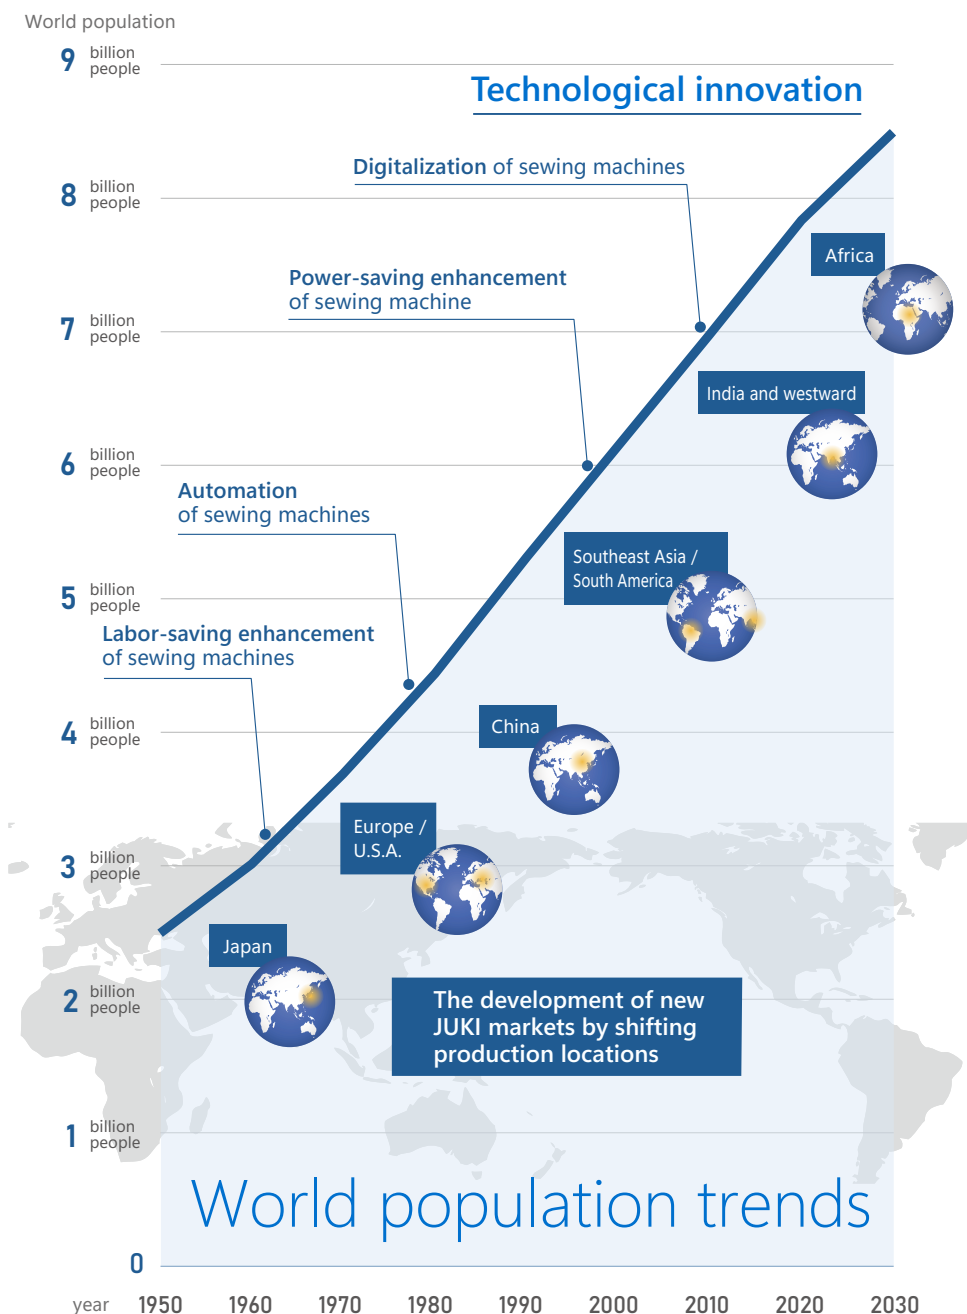 World population
9 billion
people
Technological innovation
Digitalization of sewing machines
8 billion
people
Africa
Power-saving enhancement
of sewing machine
7 billion
people
India and westward
6 billion
people
Automation
of sewing machines
Southeast Asia /
South America
5 billion
people
Labor-saving enhancement
of sewing machines
China
4 billion
people
Europe /
U.S.A.
3 billion
people
Japan
2 billion
people
The development of new
JUKI markets by shifting
production locations
1 billion
people
World population trends
0
year 1950 1960 1970 1980 1990 2000 2010 2020 2030